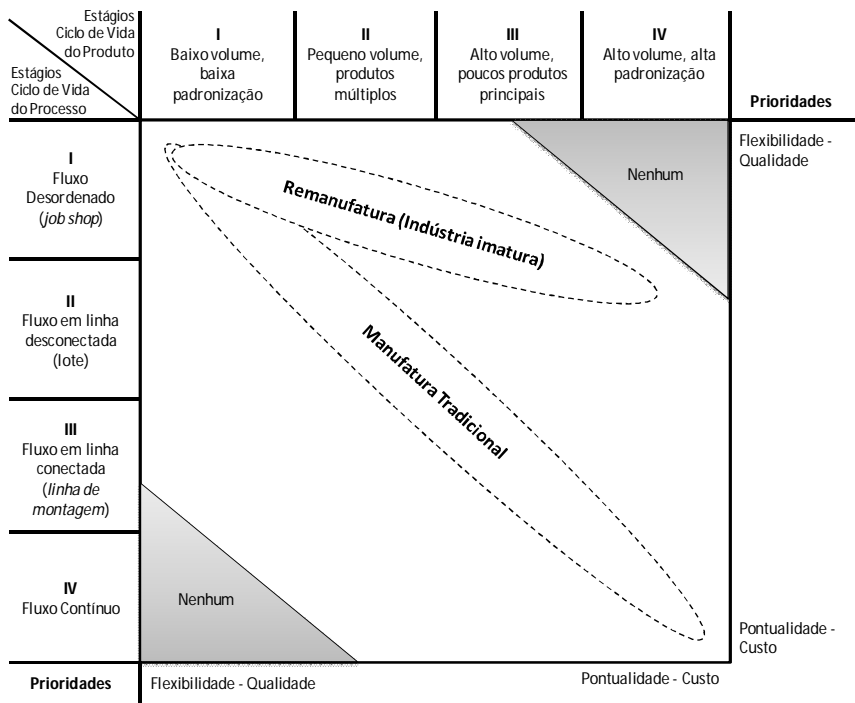 Estágios
Ciclo de Vida
do Produto
Estágios
Ciclo de Vida
do Processo
I
Baixo volume,
baixa
padronização
II
Pequeno volume,
produtos
múltiplos
III
Alto volume,
poucos produtos
principais
IV
Alto volume, alta
padronização
Prioridades
I
Fluxo
Desordenado
(job shop)
II
Fluxo em linha
desconectada
(lote)
III
Fluxo em linha
conectada
(linha de
montagem)
IV
Fluxo Contínuo
Nenhum
Remanufatura (Indústria imatura)
Manufatura Tradicional
Nenhum
Flexibilidade -
Qualidade
Pontualidade -
Custo
Prioridades
Flexibilidade - Qualidade
Pontualidade - Custo